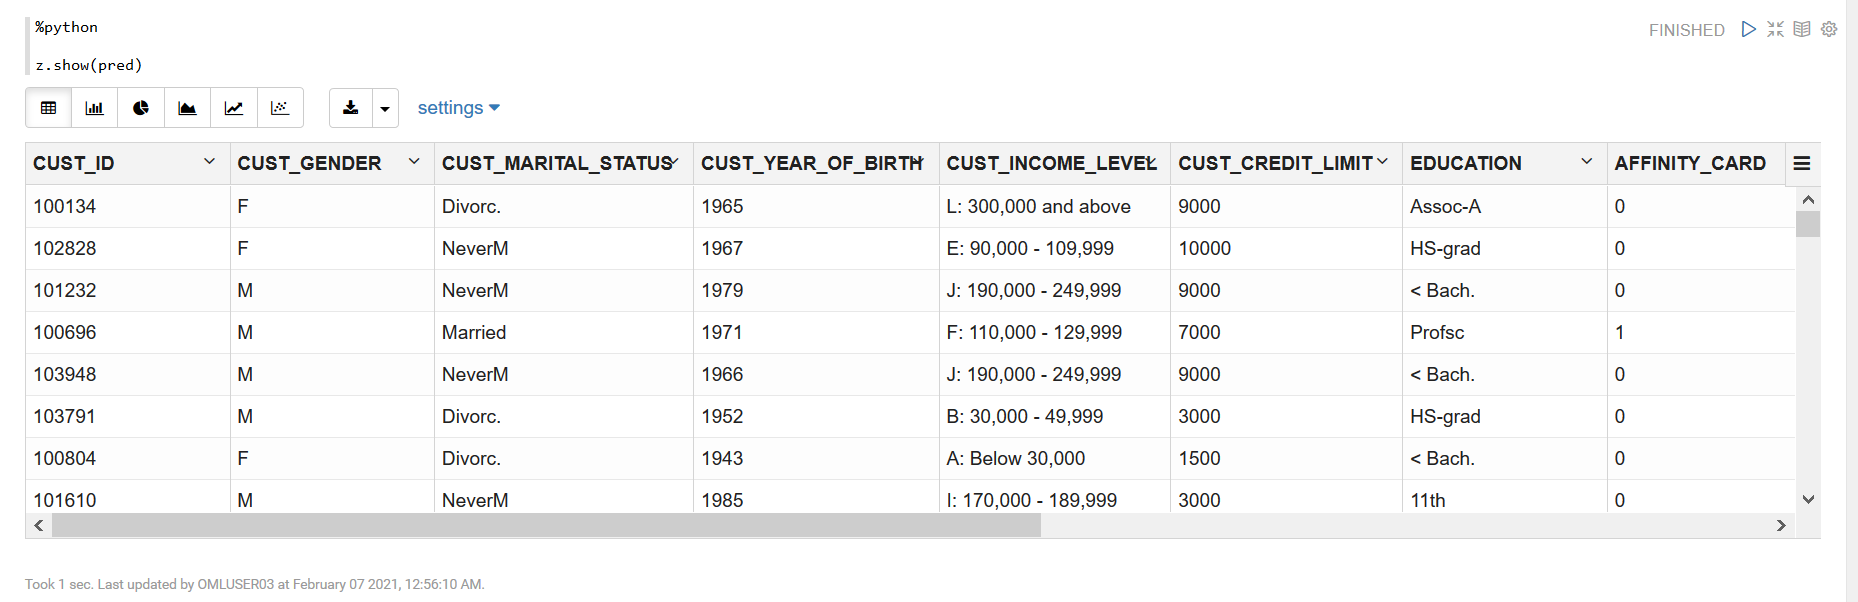 %python
FINISHED
z.show(pred)
settings
CUST_ID CUST_GENDER CUST_MARITAL_STATUS CUST_YEAR_OF_BIRTH CUST_INCOME_LEVEL CUST_CREDIT_LIMIT EDUCATION AFFINITY_CARD
100134 F Divorc. 1965 L: 300,000 and above 9000 Assoc-A 0
102828 F NeverM 1967 E: 90,000 - 109,999 10000 HS-grad 0
101232 M NeverM 1979 J: 190,000 - 249,999 9000 < Bach. 0
100696 M Married 1971 F: 110,000 - 129,999 7000 Profsc 1
103948 M NeverM 1966 J: 190,000 - 249,999 9000 < Bach. 0
103791 M Divorc. 1952 B: 30,000 - 49,999 3000 HS-grad 0
100804 F Divorc. 1943 A: Below 30,000 1500 < Bach. 0
101610 M NeverM 1985 I: 170,000 - 189,999 3000 11th 0
Took 1 sec. Last updated by OMLUSER03 at February 07 2021, 12:56:10 AM.